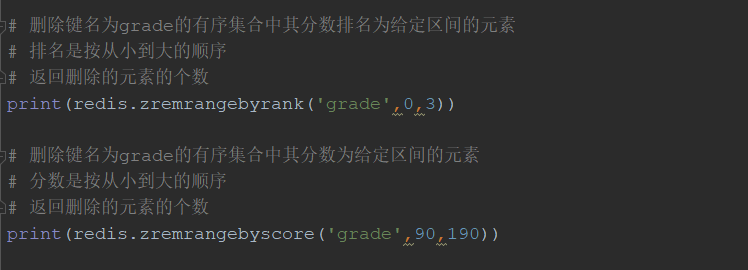 # 删除键名为grade的有序集合中其分数排名为给定区间的元素
# 排名是按从小到大的顺序
# 返回删除的元素的个数
print(redis.zremrangebyrank('grade',0,3))
# 删除键名为grade的有序集合中其分数为给定区间的元素
# 分数是按从小到大的顺序
# 返回删除的元素的个数
print(redis.zremrangebyscore('grade',90,190))